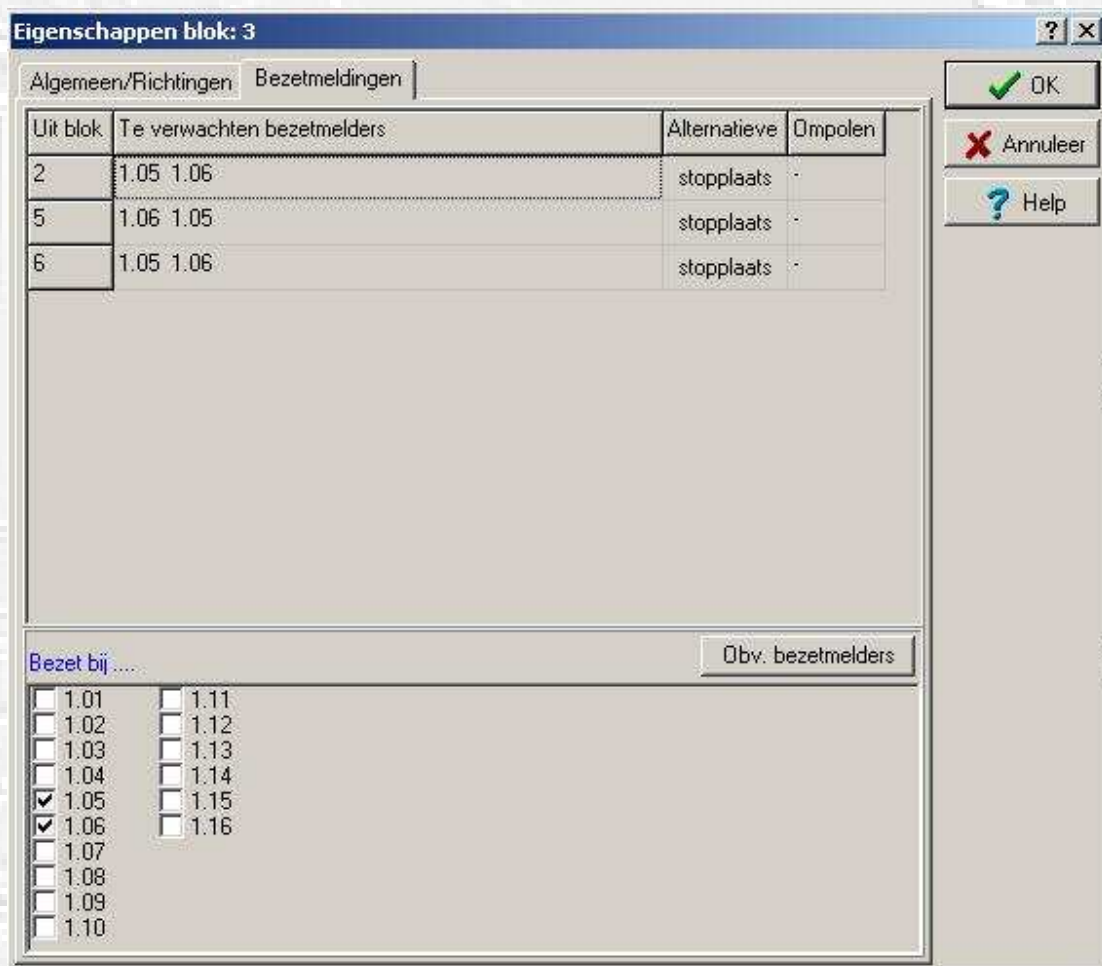 Eigenschappen blok: 3
Algemeen/Richtingen Bezetmeldingen
OK
Annuleer
Help
Uit blok Te verwachten bezetmelders Alternatieve Ompolen
2 1.05 1.06 stopplaats -
5 1.06 1.05 stopplaats -
6 1.05 1.06 stopplaats -
Bezet bij .... Obv. bezetmelders
1.01 1.11
1.02 1.12
1.03 1.13
1.04 1.14
1.05 1.15
1.06 1.16
1.07
1.08
1.09
1.10